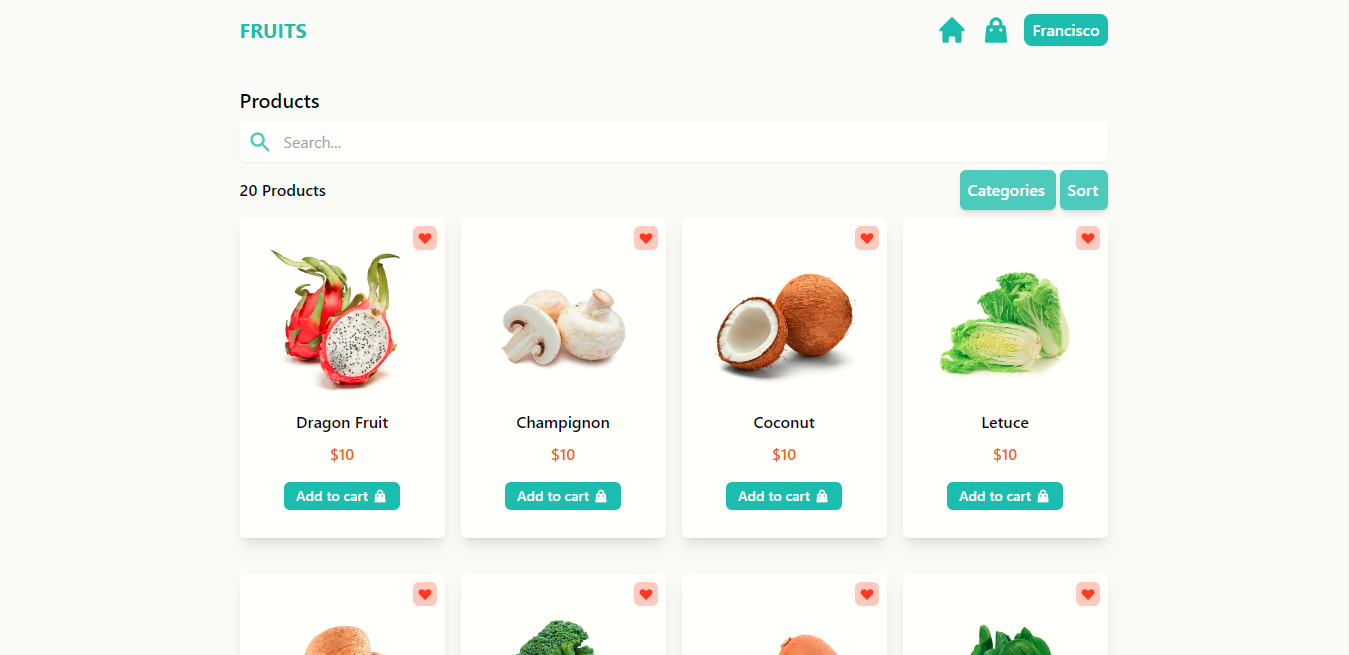 FRUITS
Francisco
Products
Search...
20 Products
Categories
Sort
Dragon Fruit
Champignon
Coconut
Letuce
$10
$10
$10
$10
Add to cart
Add to cart
Add to cart
Add to cart